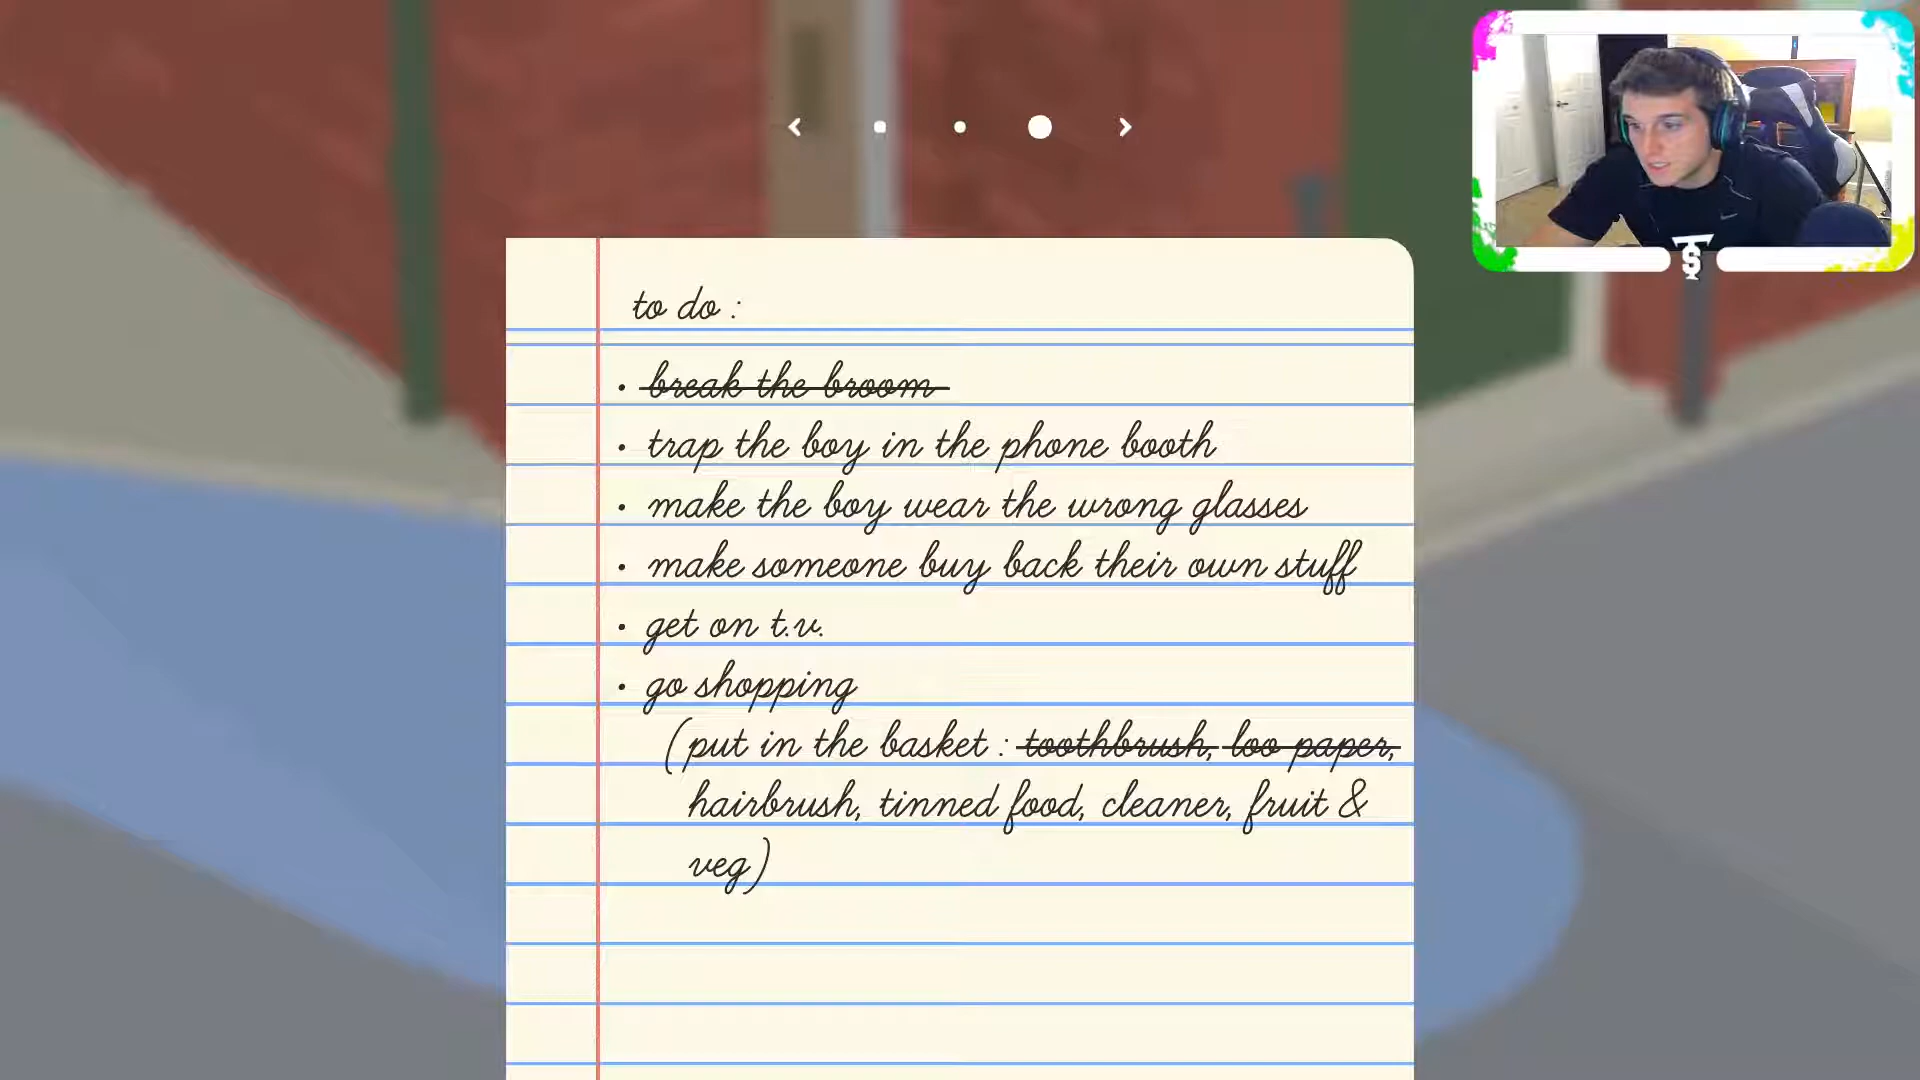 to do :
• break the broom
• trap the boy in the phone booth
• make the boy wear the wrong glasses
• make someone buy back their own stuff
• get on t.v.
• go shopping
(put in the basket : toothbrush, loo paper,
hairbrush, tinned food, cleaner, fruit &
veg)